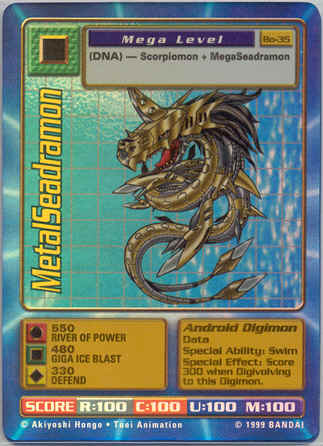 Mega Level
Bo-35
(DNA) — Scorpiomon + MegaSeadramon
MetalSeadramon
550
RIVER OF POWER
480
GIGA ICE BLAST
330
DEFEND
Android Digimon
Data
Special Ability: Swim
Special Effect: Score
300 when Digivolving
to this Digimon.
SCORE R:100 C:100 U:100 M:100
© Akiyoshi Hongo • Toei Animation
© 1999 BANDAI